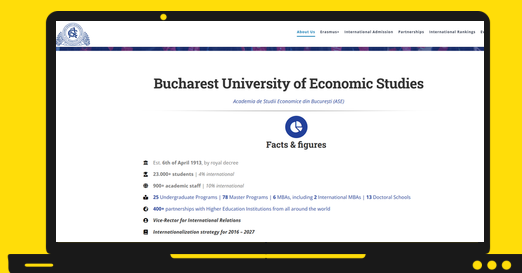 About Us Erasmus+ International Admission Partnerships International Rankings
Bucharest University of Economic Studies
Academia de Studii Economice din București (ASE)
Facts & figures
Est. 6th of April 1913, by royal decree
23.000+ students | 4% international
900+ academic staff | 10% international
25 Undergraduate Programs | 78 Master Programs | 6 MBAs, including 2 International MBAs | 13 Doctoral Schools
400+ partnerships with Higher Education Institutions from all around the world
Vice-Rector for International Relations
Internationalization strategy for 2016 – 2027